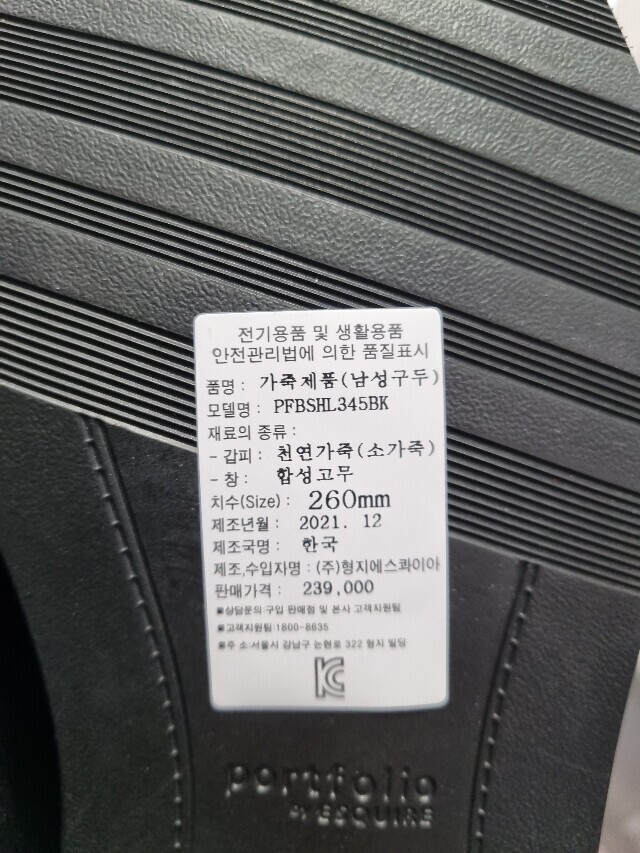 전기용품 및 생활용품
안전관리법에 의한 품질표시
품명 : 가죽제품(남성구두)
모델명 : PFBSHL345BK
재료의 종류 :
- 갑피 : 천연가죽(소가죽)
- 창 : 합성고무
치수(Size) : 260mm
제조년월 : 2021. 12
제조국명 : 한국
제조,수입자명 : (주)형지에스콰이아
판매가격 : 239,000
■상담문의:구입 판매점 및 본사 고객지원팀
■고객지원팀:1800-8635
■주 소:서울시 강남구 논현로 322 형지 빌딩
KC
portfolio
BY ESQUIRE